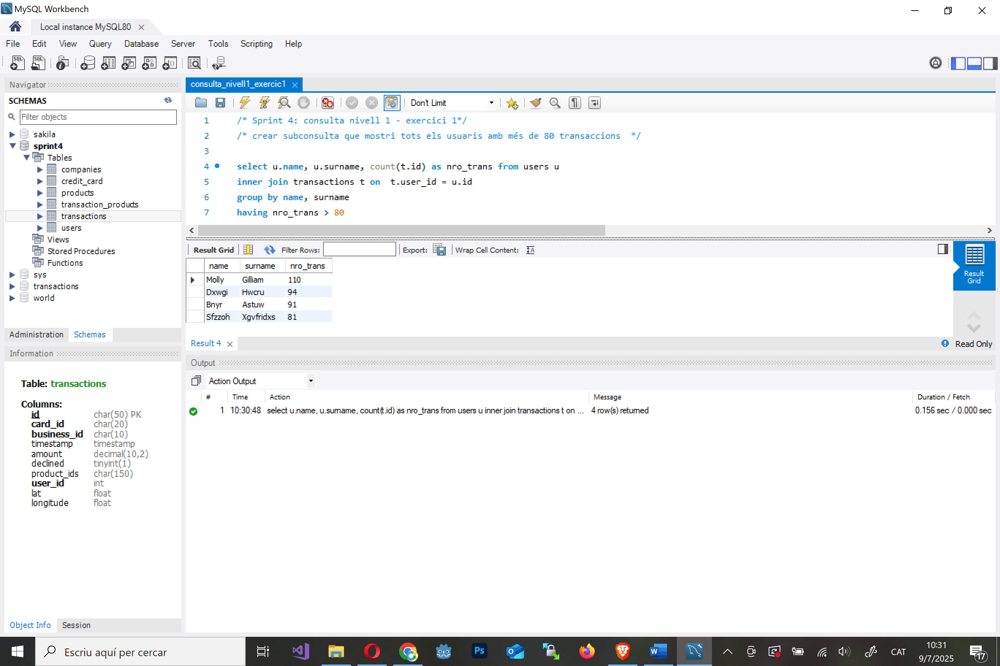 MySQL Workbench
Local instance MySQL80
File Edit View Query Database Server Tools Scripting Help
Navigator
SCHEMAS
Filter objects
sakila
sprint4
Tables
companies
credit_card
products
transaction_products
transactions
users
Views
Stored Procedures
Functions
sys
transactions
world
Administration Schemas
Information
Table: transactions
Columns:
id char(50) PK
card_id char(20)
business_id char(10)
timestamp timestamp
amount decimal(10,2)
declined tinyint(1)
product_ids char(150)
user_id int
lat float
longitude float
Object Info Session
consulta_nivell1_exercic1
Don't Limit
1 /* Sprint 4: consulta nivell 1 - exercici 1*/
2 /* crear subconsulta que mostri tots els usuaris amb més de 80 transaccions */
3
4 select u.name, u.surname, count(t.id) as nro_trans from users u
5 inner join transactions t on t.user_id = u.id
6 group by name, surname
7 having nro_trans > 80
Result Grid Filter Rows: Export: Wrap Cell Content:
name surname nro_trans
Molly Gilliam 110
Dxwgi Hwcru 94
Bnyr Astuw 91
Sfzzoh Xgvfridxs 81
Result Grid
Result 4
Read Only
Output
Action Output
# Time Action Message Duration / Fetch
1 10:30:48 select u.name, u.surname, count(t.id) as nro_trans from users u inner join transactions t on ... 4 row(s) returned 0.156 sec / 0.000 sec
Escriu aquí per cercar
Ps
CAT
10:31
9/7/2025
17